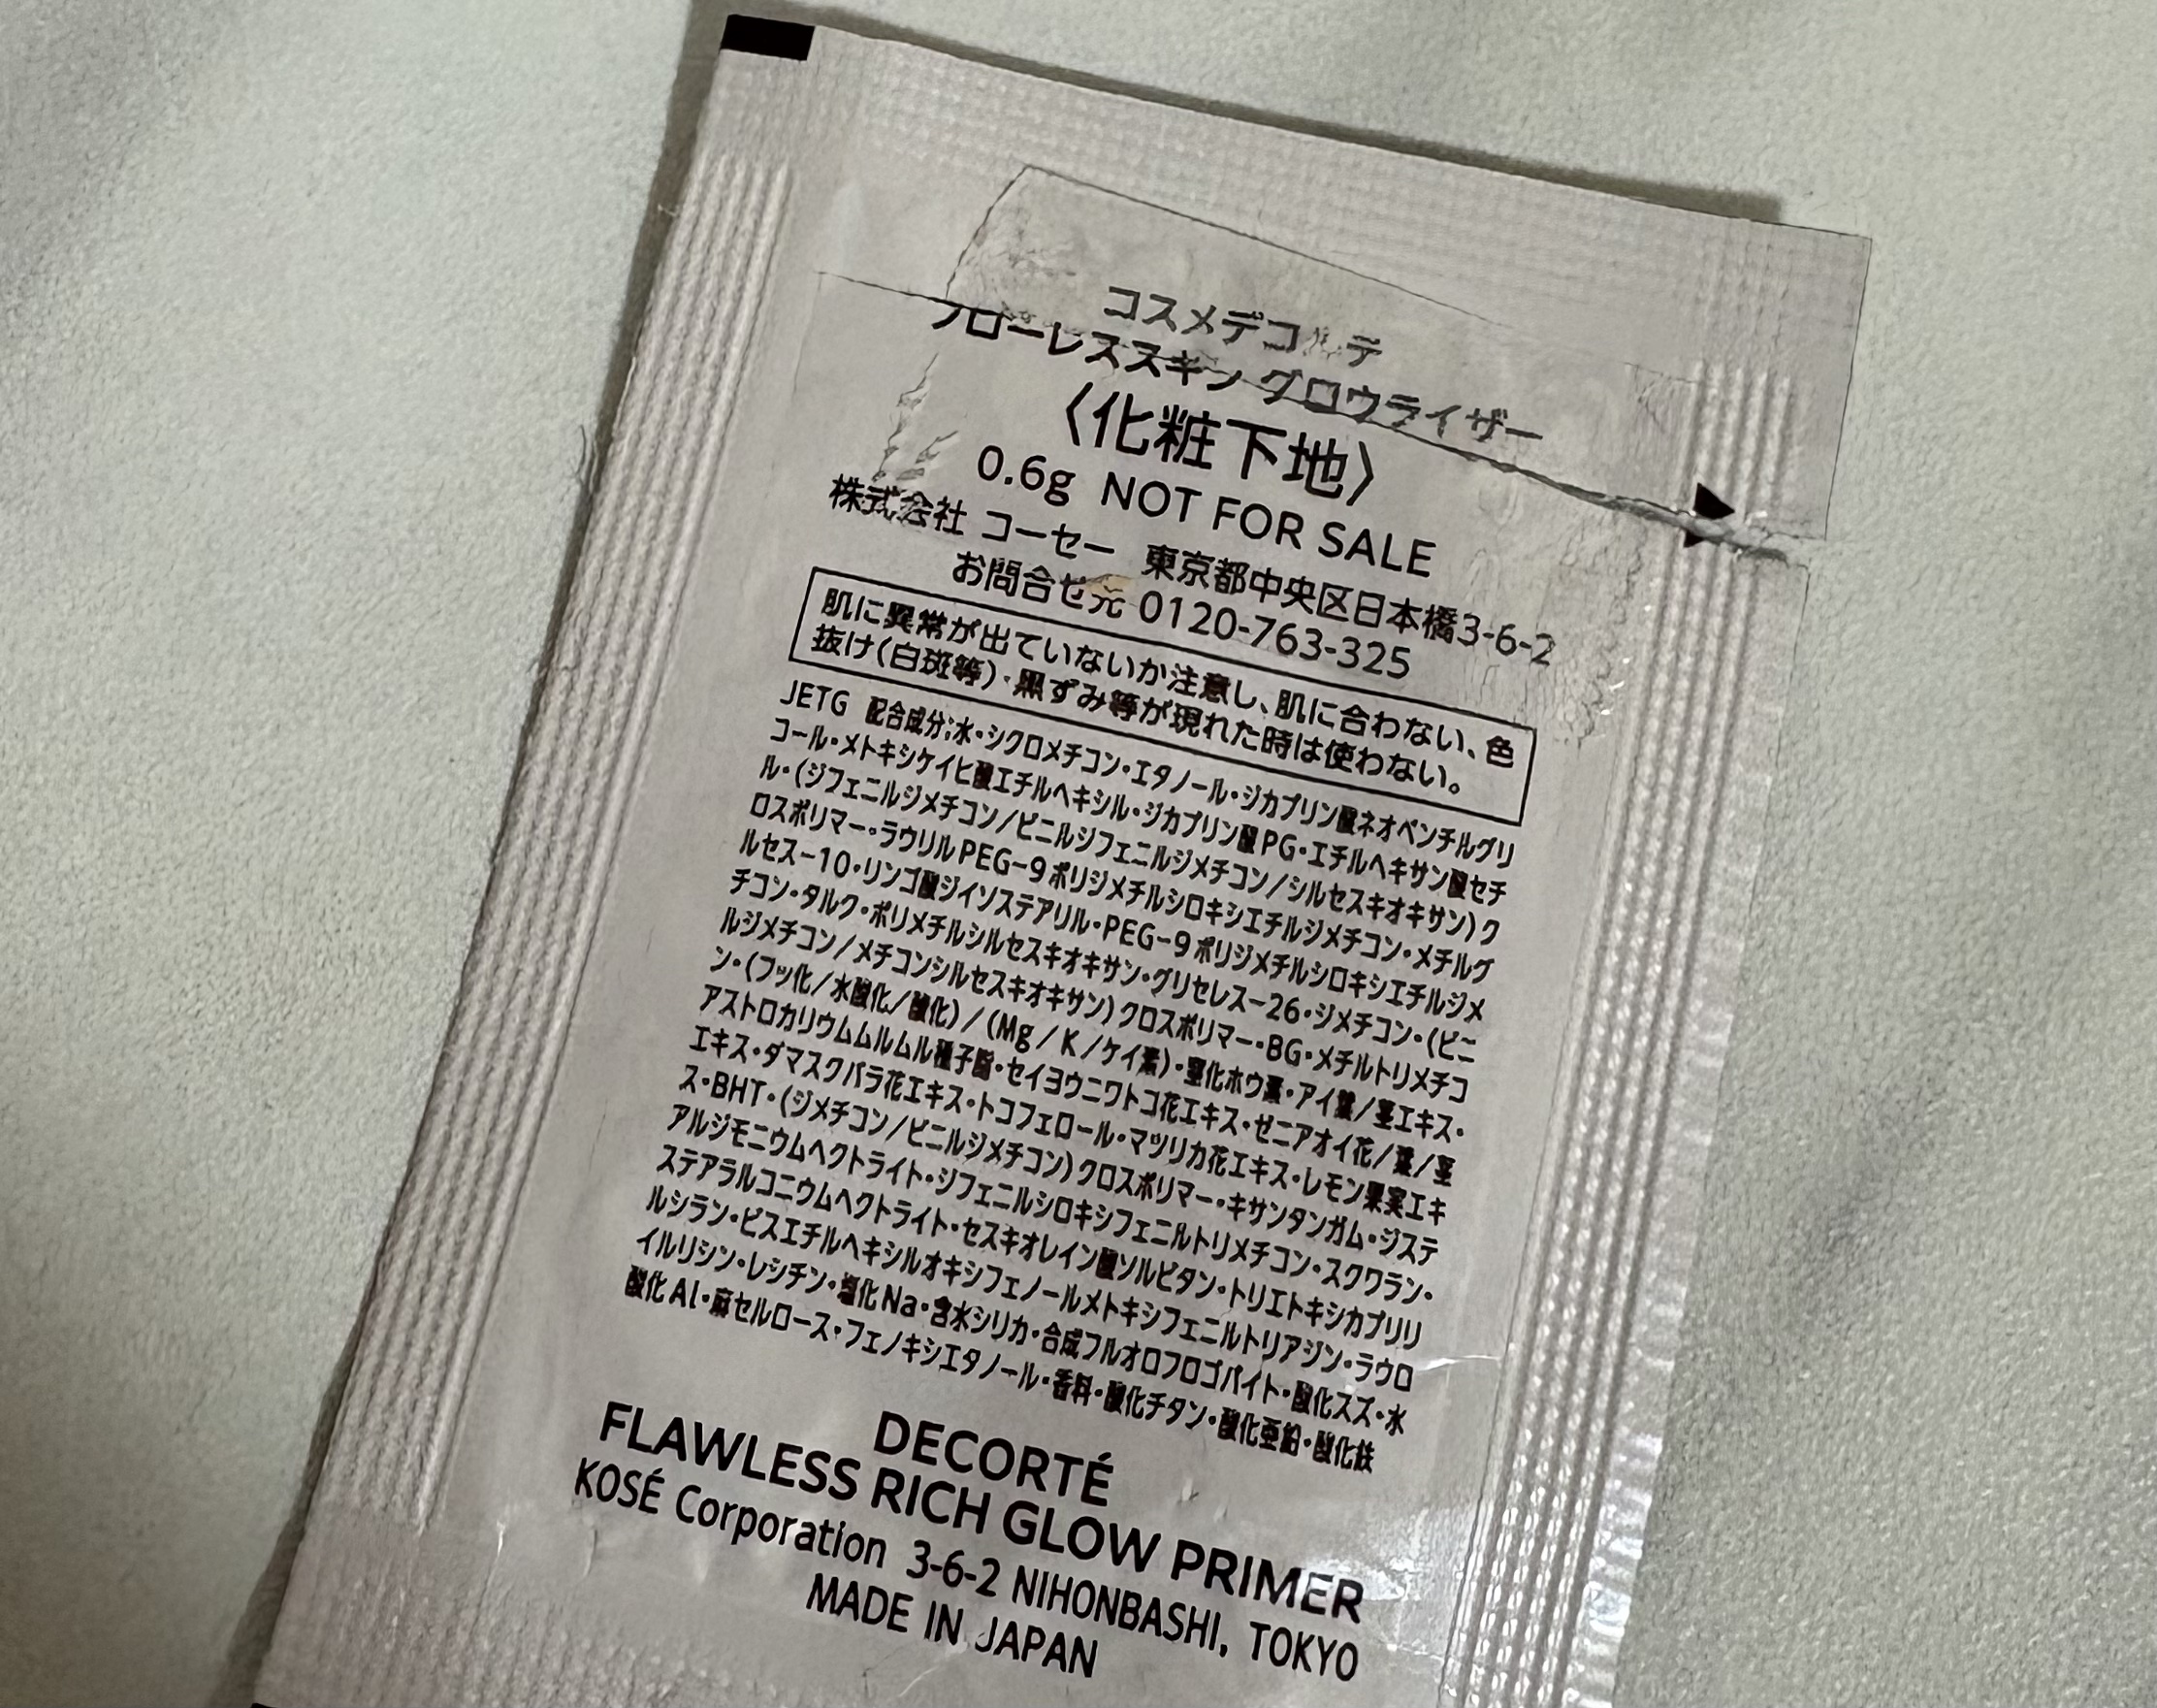 コスメデコルテ
フローレススキン グロウライザー
〈化粧下地〉
0.6g NOT FOR SALE
株式会社 コーセー 東京都中央区日本橋3-6-2
お問合せ元 0120-763-325
肌に異常が出ていないか注意し、肌に合わない、色
抜け(白斑等)・黒ずみ等が現れた時は使わない。
JETG 配合成分;水・シクロメチコン・エタノール・ジカプリン酸ネオペンチルグリ
コール・メトキシケイヒ酸エチルヘキシル・ジカプリン酸PG・エチルヘキサン酸セチ
ル・(ジフェニルジメチコン/ビニルジフェニルジメチコン/シルセスキオキサン)ク
ロスポリマー・ラウリルPEG-9ポリジメチルシロキシエチルジメチコン・メチルグ
ルセス-10・リンゴ酸ジイソステアリル・PEG-9ポリジメチルシロキシエチルジメ
チコン・タルク・ポリメチルシルセスキオキサン・グリセレス-26・ジメチコン・(ビニ
ルジメチコン/メチコンシルセスキオキサン)クロスポリマー・BG・メチルトリメチコ
ン・(フッ化/水酸化/酸化)/(Mg/K/ケイ素)・窒化ホウ素・アイ葉/茎エキス・
アストロカリウムムルムル種子脂・セイヨウニワトコ花エキス・ゼニアオイ花/葉/茎
エキス・ダマスクバラ花エキス・トコフェロール・マツリカ花エキス・レモン果実エキ
ス・BHT・(ジメチコン/ビニルジメチコン)クロスポリマー・キサンタンガム・ジステ
アルジモニウムヘクトライト・ジフェニルシロキシフェニルトリメチコン・スクワラン・
ステアラルコニウムヘクトライト・セスキオレイン酸ソルビタン・トリエトキシカプリリ
ルシラン・ビスエチルヘキシルオキシフェノールメトキシフェニルトリアジン・ラウロ
イルリシン・レシチン・塩化Na・含水シリカ・合成フルオロフロゴパイト・酸化スズ・水
酸化Al・麻セルロース・フェノキシエタノール・香料・酸化チタン・酸化亜鉛・酸化鉄
DECORTÉ
FLAWLESS RICH GLOW PRIMER
KOSÉ Corporation 3-6-2 NIHONBASHI, TOKYO
MADE IN JAPAN